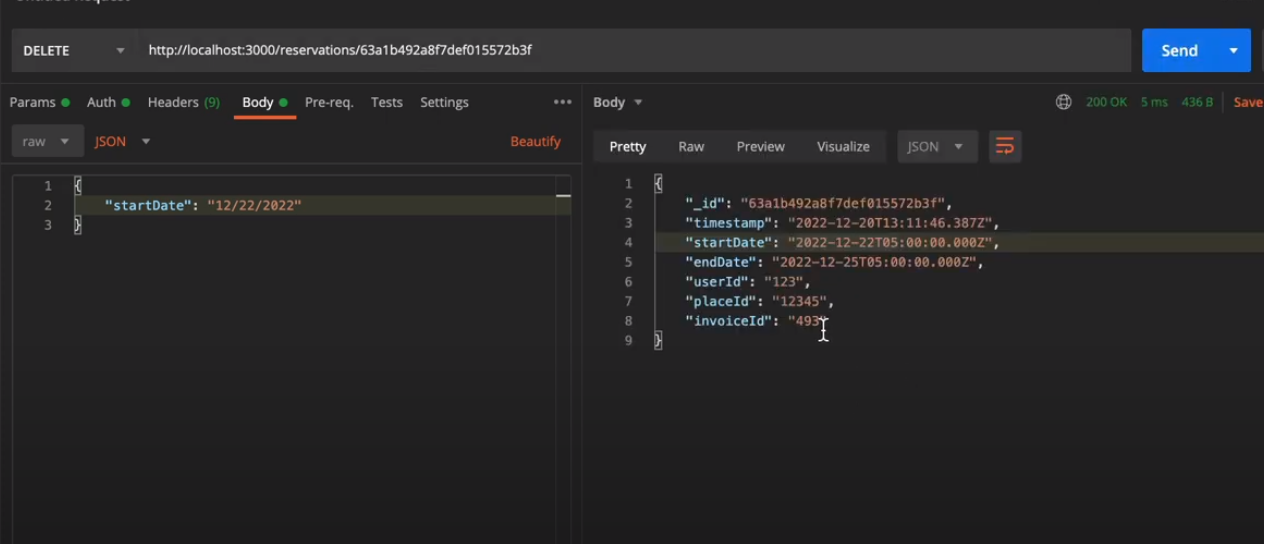 Untitled Request
DELETE
http://localhost:3000/reservations/63a1b492a8f7def015572b3f
Send
Params
Auth
Headers (9)
Body
Pre-req.
Tests
Settings
Body
200 OK
5 ms
436 B
Save
raw
JSON
Beautify
Pretty
Raw
Preview
Visualize
JSON
1 {
2 "startDate": "12/22/2022"
3 }
1 {
2 "_id": "63a1b492a8f7def015572b3f",
3 "timestamp": "2022-12-20T13:11:46.387Z",
4 "startDate": "2022-12-22T05:00:00.000Z",
5 "endDate": "2022-12-25T05:00:00.000Z",
6 "userId": "123",
7 "placeId": "12345",
8 "invoiceId": "493"
9 }